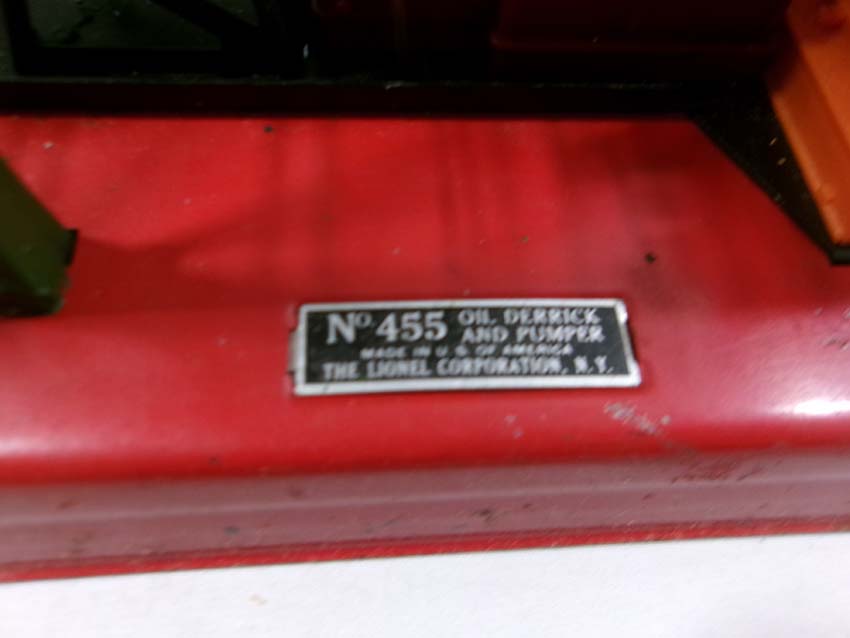 No. 455 OIL DERRICK
AND PUMPER
MADE IN U. S. OF AMERICA
THE LIONEL CORPORATION, N. Y.